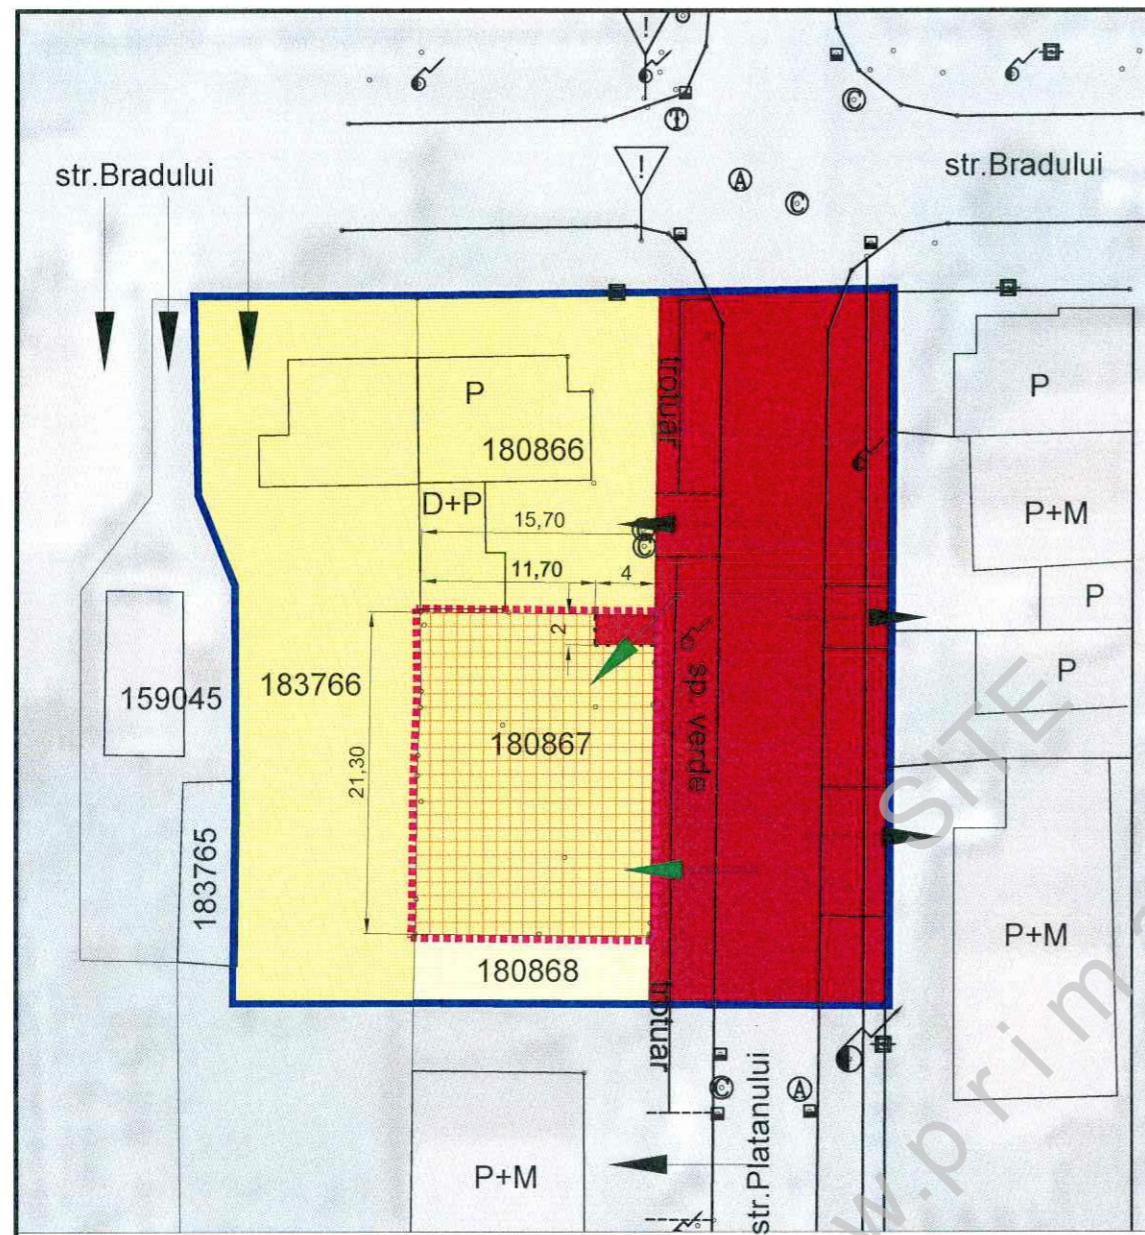 !
T
C
str.Bradului
!
A
C
str.Bradului
P
trotuar
P
180866
P+M
D+P
15,70
C
C
11,70
4
P
2
P
183766
159045
sp. verde
180867
21,30
SITE
183765
180868
P+M
trotuar
C
A
P+M
str.Platanului
w.prim